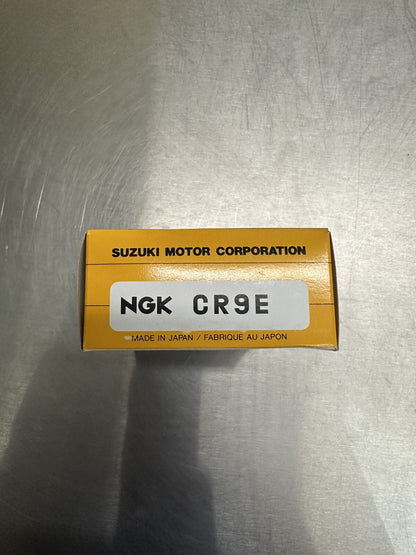 SUZUKI MOTOR CORPORATION
NGK CR9E
MADE IN JAPAN / FABRIQUE AU JAPON